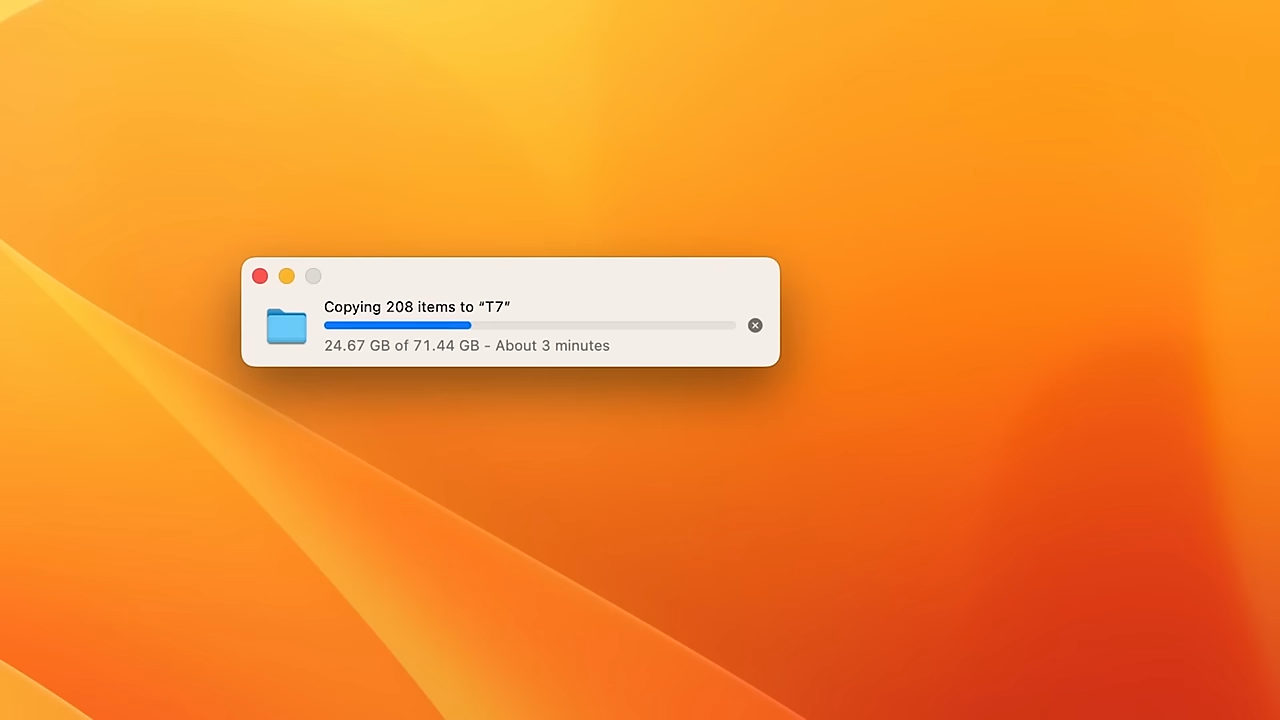 Copying 208 items to “T7”
24.67 GB of 71.44 GB - About 3 minutes